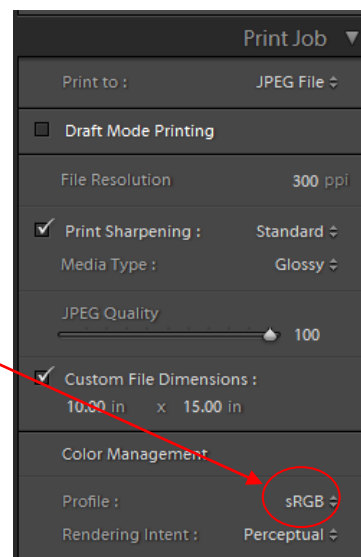 Print Job
Print to : JPEG File
Draft Mode Printing
File Resolution 300 ppi
Print Sharpening : Standard
Media Type : Glossy
JPEG Quality
100
Custom File Dimensions :
10.00 in x 15.00 in
Color Management
Profile : sRGB
Rendering Intent : Perceptual